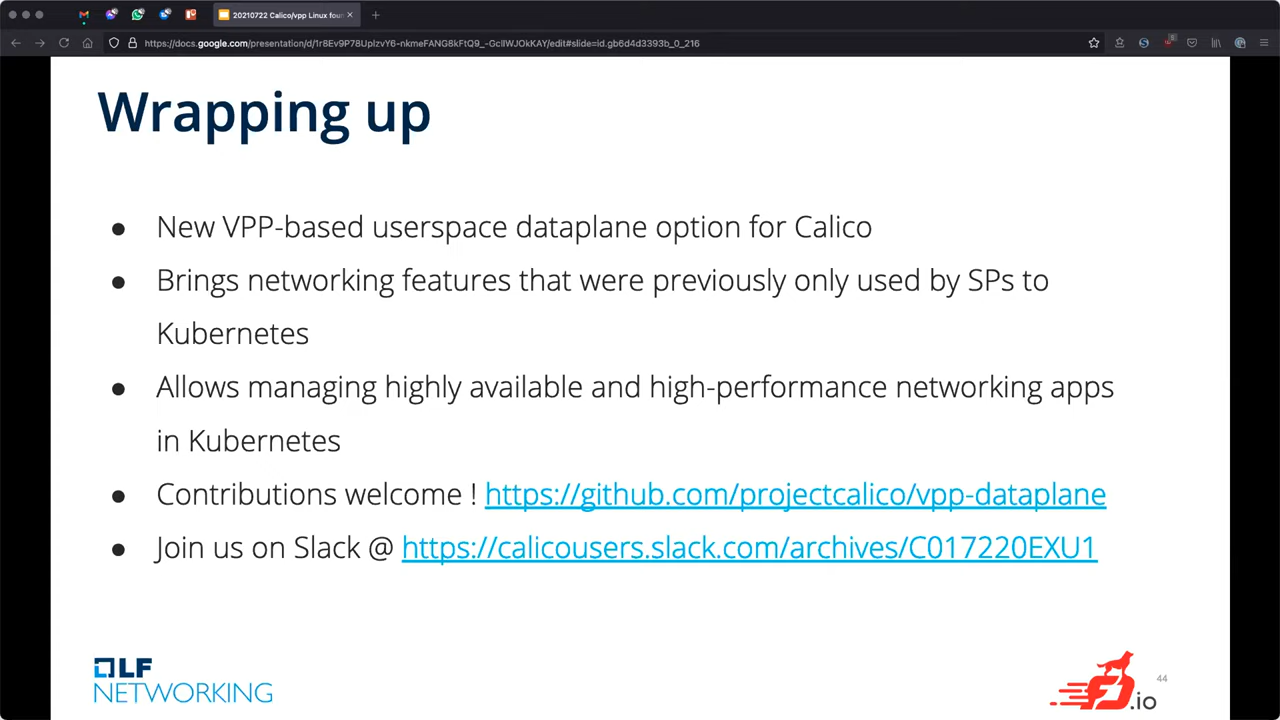 20210722 Calico/vpp Linux fou
https://docs.google.com/presentation/d/1r8Ev9P78UplzvY6-nkmeFANG8kFtQ9_-GcIlWJOkKAY/edit#slide=id.gb6d4d3393b_0_216
Wrapping up
● New VPP-based userspace dataplane option for Calico
● Brings networking features that were previously only used by SPs to
Kubernetes
● Allows managing highly available and high-performance networking apps
in Kubernetes
● Contributions welcome ! https://github.com/projectcalico/vpp-dataplane
● Join us on Slack @ https://calicousers.slack.com/archives/C017220EXU1
LF
NETWORKING
FD.io
44